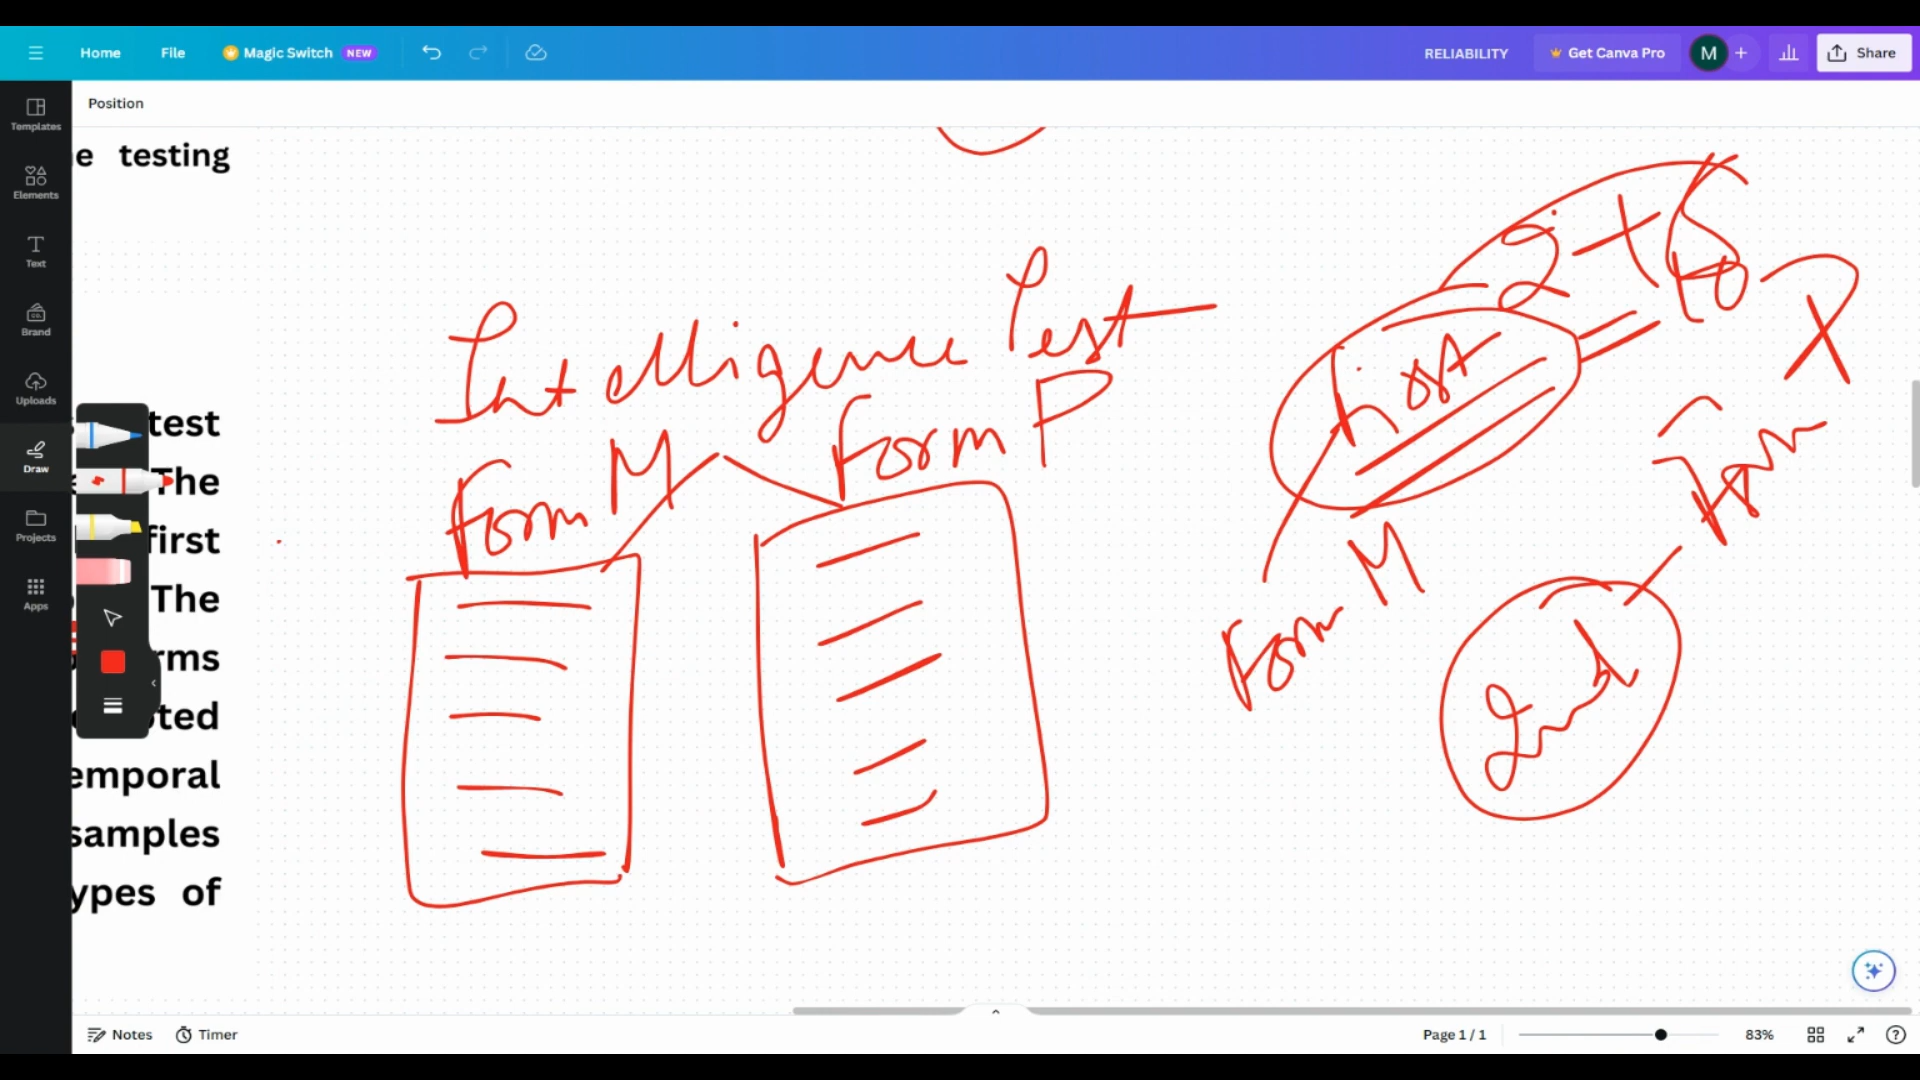 Home File Magic Switch NEW RELIABILITY Get Canva Pro M + Share
Position
Templates
Elements
Text
Brand
Uploads
Draw
Projects
Apps
e testing
test
The
first
The
rms
ted
emporal
samples
ypes of
Intelligence Test
Form M
Form P
Form M
Form
2nd
Notes Timer Page 1 / 1 83%